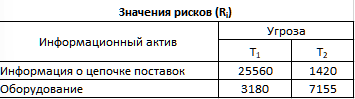 Значения рисков (Ri)
Информационный актив Угроза
T1 T2
Информация о цепочке поставок 25560 1420
Оборудование 3180 7155